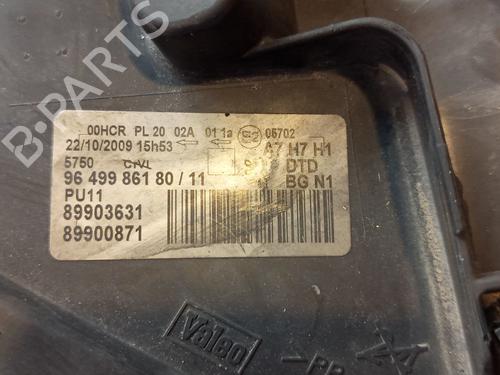 00HCR PL 20 02A 01 1a E2 05702
22/10/2009 15h53 A7 H7 H1
5750 DTD
96 499 861 80 / 11 BG N1
PU11
89903631
89900871
Valeo
B-Parts